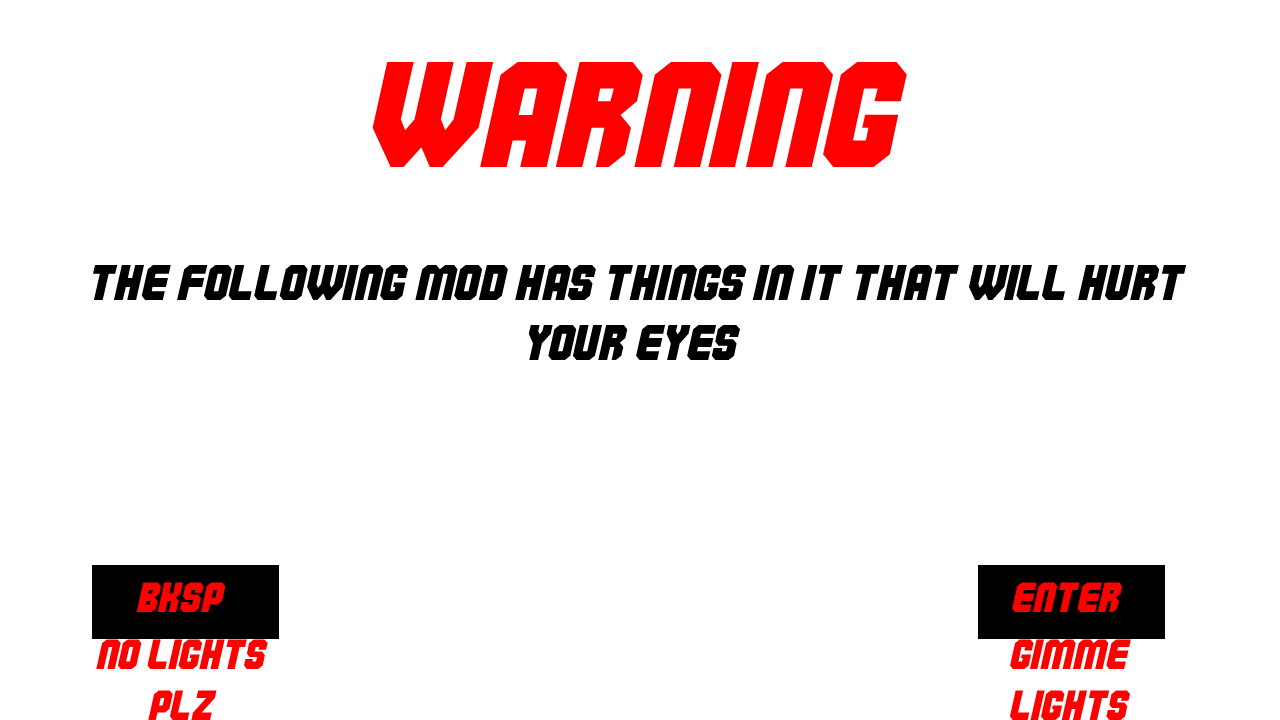 WARNING
THE FOLLOWING MOD HAS THINGS IN IT THAT WILL HURT
YOUR EYES
BKSP
NO LIGHTS
PLZ
ENTER
GIMME
LIGHTS